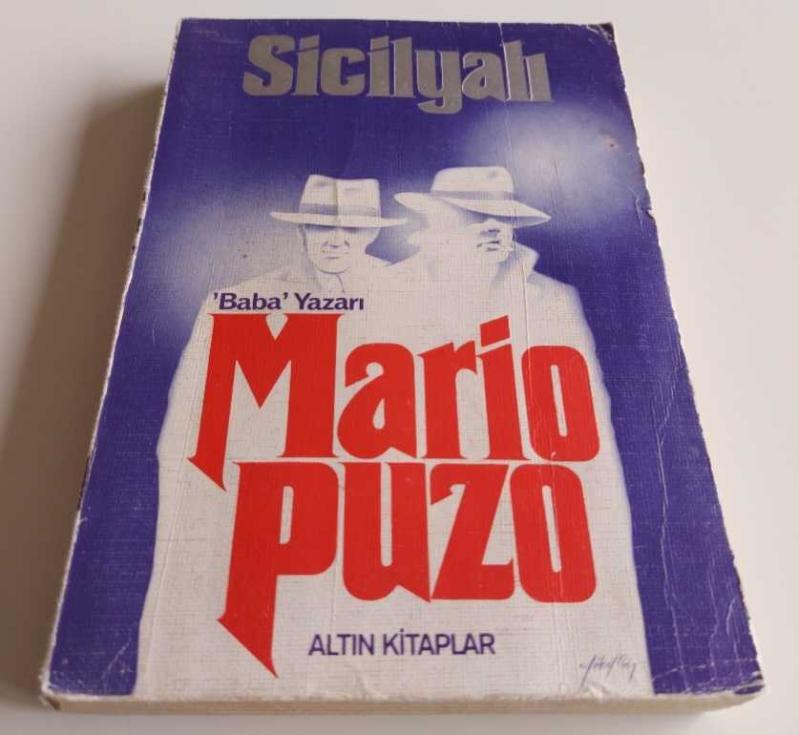 Sicilyalı
'Baba' Yazarı
Mario
PUZO
ALTIN KİTAPLAR